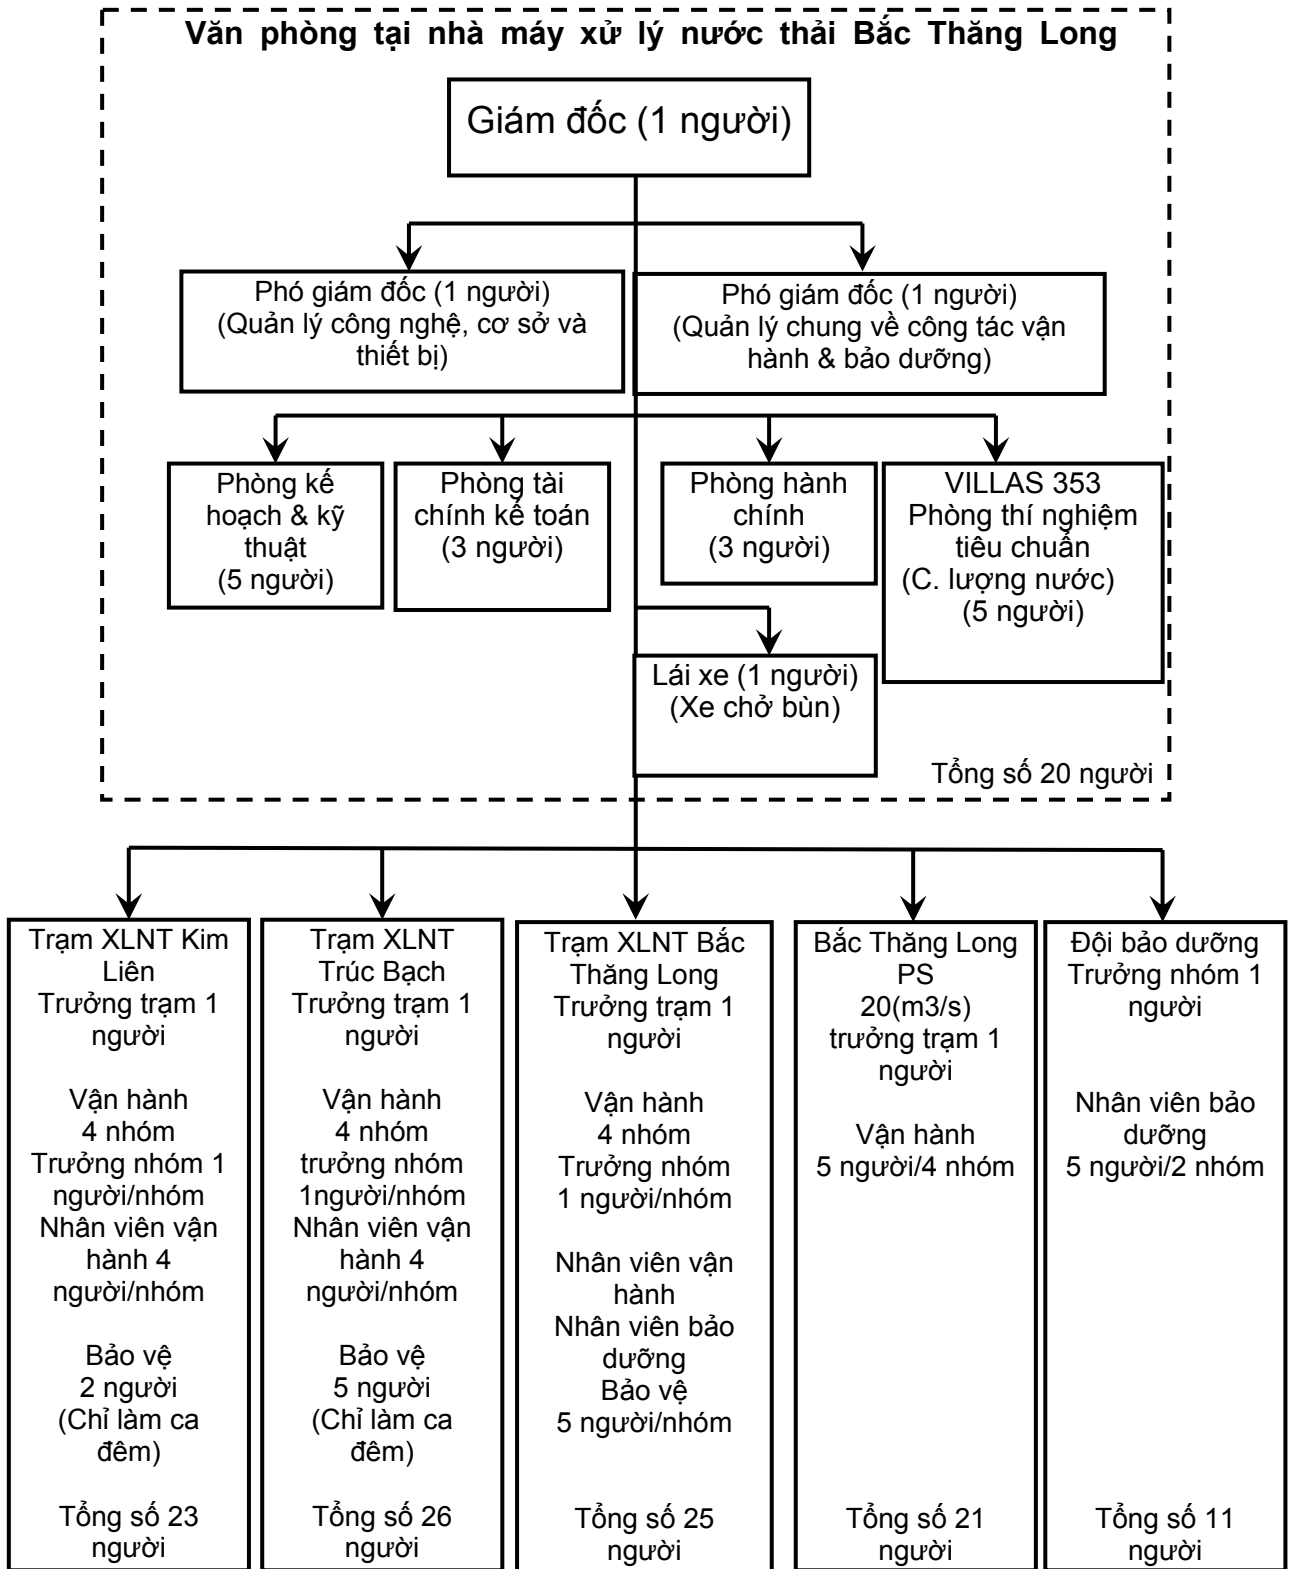 Văn phòng tại nhà máy xử lý nước thải Bắc Thăng Long
Giám đốc (1 người)
Phó giám đốc (1 người)
(Quản lý công nghệ, cơ sở và
thiết bị)
Phó giám đốc (1 người)
(Quản lý chung về công tác vận
hành & bảo dưỡng)
Phòng kế
hoạch & kỹ
thuật
(5 người)
Phòng tài
chính kế toán
(3 người)
Phòng hành
chính
(3 người)
VILLAS 353
Phòng thí nghiệm
tiêu chuẩn
(C. lượng nước)
(5 người)
Lái xe (1 người)
(Xe chở bùn)
Tổng số 20 người
Trạm XLNT Kim
Liên
Trưởng trạm 1
người
Vận hành
4 nhóm
Trưởng nhóm 1
người/nhóm
Nhân viên vận
hành 4
người/nhóm
Bảo vệ
2 người
(Chỉ làm ca
đêm)
Tổng số 23
người
Trạm XLNT
Trúc Bạch
Trưởng trạm 1
người
Vận hành
4 nhóm
trưởng nhóm
1người/nhóm
Nhân viên vận
hành 4
người/nhóm
Bảo vệ
5 người
(Chỉ làm ca
đêm)
Tổng số 26
người
Trạm XLNT Bắc
Thăng Long
Trưởng trạm 1
người
Vận hành
4 nhóm
Trưởng nhóm
1 người/nhóm
Nhân viên vận
hành
Nhân viên bảo
dưỡng
Bảo vệ
5 người/nhóm
Tổng số 25
người
Bắc Thăng Long
PS
20(m3/s)
trưởng trạm 1
người
Vận hành
5 người/4 nhóm
Tổng số 21
người
Đội bảo dưỡng
Trưởng nhóm 1
người
Nhân viên bảo
dưỡng
5 người/2 nhóm
Tổng số 11
người